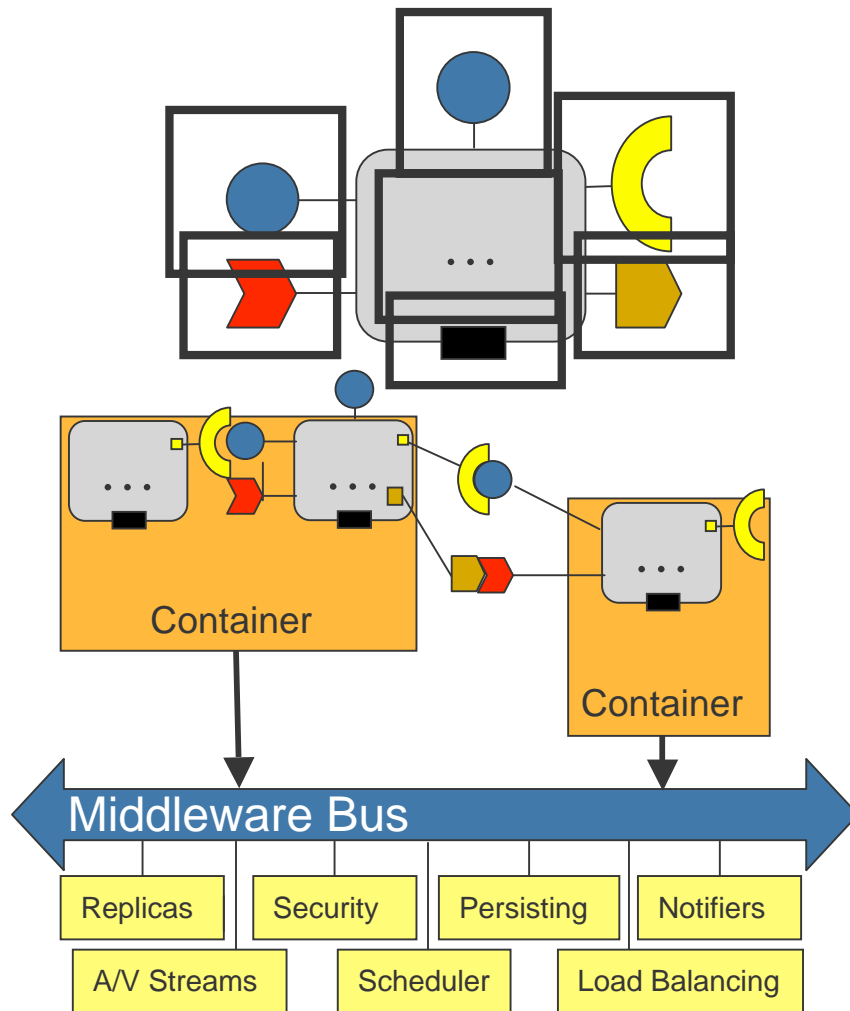 . . .
. . .
. . .
. . .
Container
Container
Middleware Bus
Replicas
Security
Persisting
Notifiers
A/V Streams
Scheduler
Load Balancing